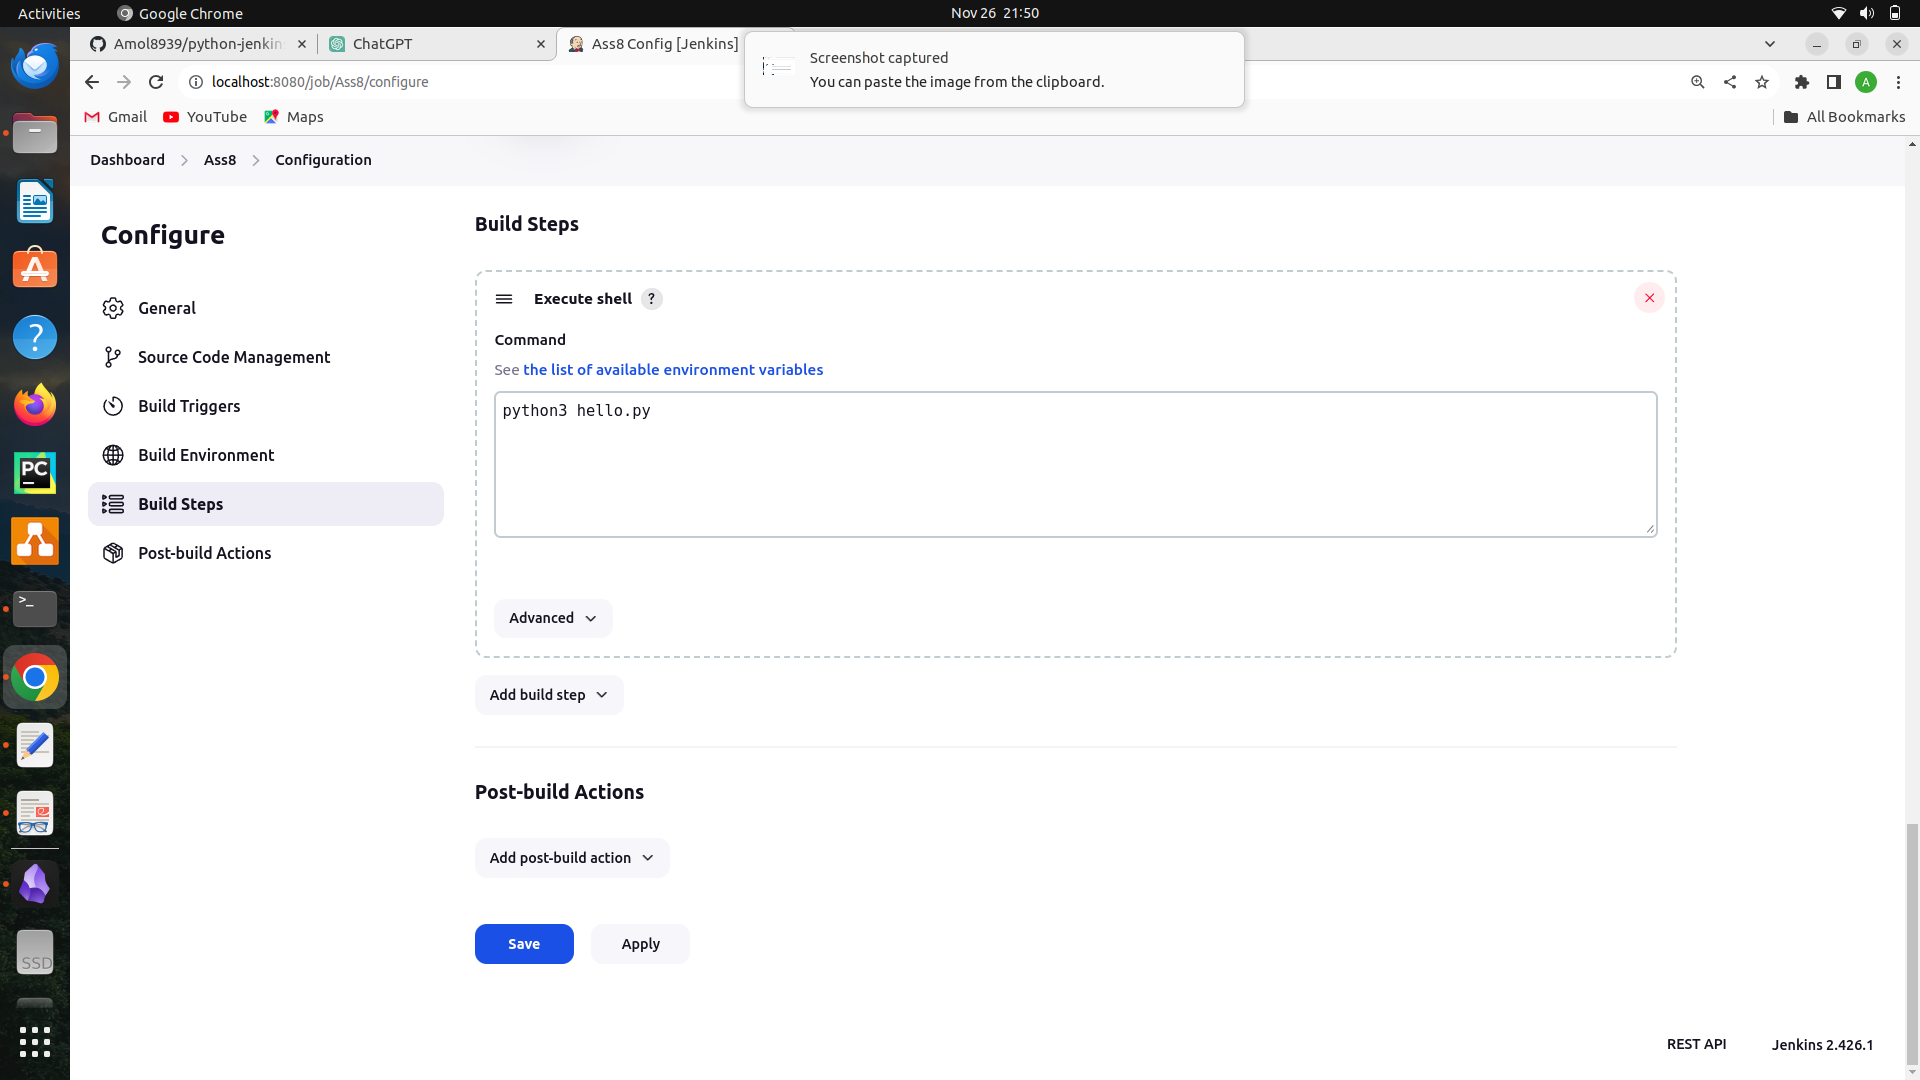 Activities
Google Chrome
Nov 26 21:50
Amol8939/python-jenkin
ChatGPT
Ass8 Config [Jenkins]
Screenshot captured
You can paste the image from the clipboard.
localhost:8080/job/Ass8/configure
A
Gmail
YouTube
Maps
All Bookmarks
Dashboard
Ass8
Configuration
Configure
General
Source Code Management
Build Triggers
Build Environment
Build Steps
Post-build Actions
Build Steps
Execute shell ?
Command
See the list of available environment variables
python3 hello.py
Advanced
Add build step
Post-build Actions
Add post-build action
Save
Apply
REST API
Jenkins 2.426.1
?
PC
>_
SSD